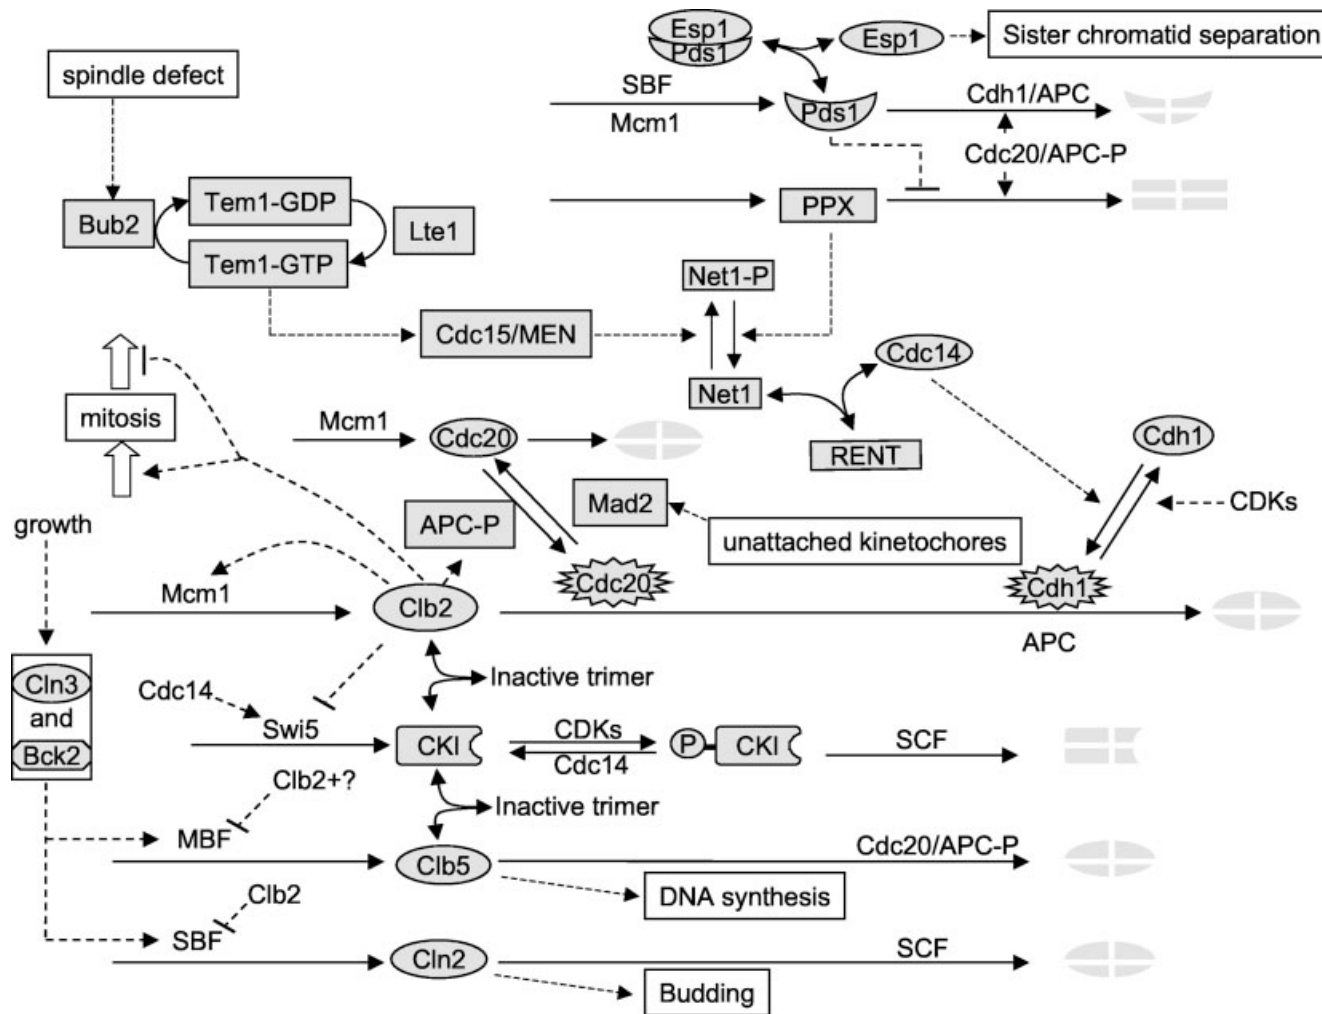 Esp1
Pds1
Esp1
Sister chromatid separation
spindle defect
SBF
Mcm1
Pds1
Cdh1/APC
Cdc20/APC-P
Bub2
Tem1-GDP
Tem1-GTP
Lte1
PPX
Net1-P
Cdc15/MEN
Net1
Cdc14
RENT
mitosis
Mcm1
Cdc20
Cdh1
APC-P
Mad2
CDKs
growth
unattached kinetochores
Cdc20
Cdh1
Mcm1
Clb2
APC
Cln3
and
Bck2
Inactive trimer
Cdc14
Swi5
CKI
CDKs
Cdc14
P
CKI
SCF
Clb2+?
Inactive trimer
MBF
Clb5
Cdc20/APC-P
DNA synthesis
Clb2
SBF
Cln2
SCF
Budding